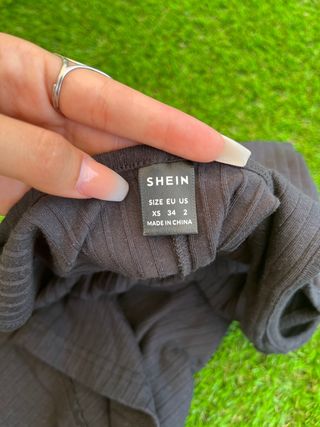 SHEIN
SIZE EU US
XS 34 2
MADE IN CHINA